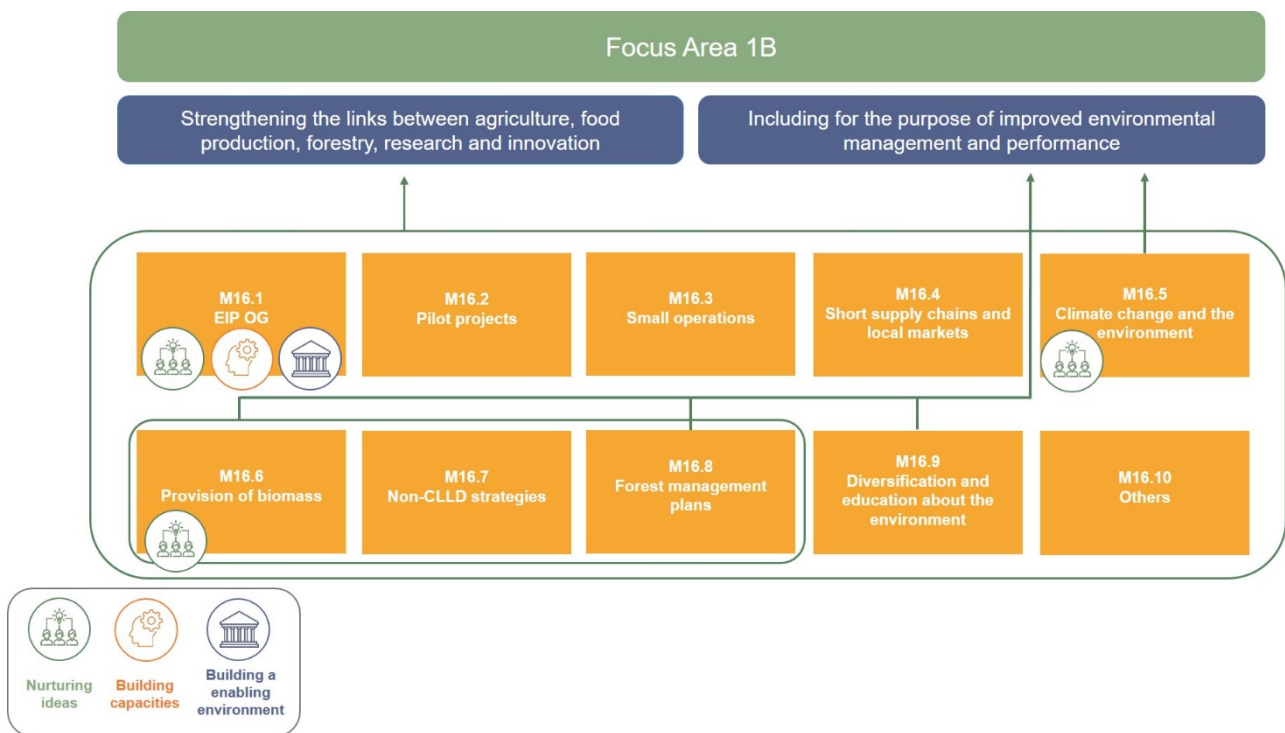 Focus Area 1B
Strengthening the links between agriculture, food
production, forestry, research and innovation
Including for the purpose of improved environmental
management and performance
M16.1
EIP OG
M16.2
Pilot projects
M16.3
Small operations
M16.4
Short supply chains and
local markets
M16.5
Climate change and the
environment
M16.6
Provision of biomass
M16.7
Non-CLLD strategies
M16.8
Forest management
plans
M16.9
Diversification and
education about the
environment
M16.10
Others
Nurturing
ideas
Building
capacities
Building a
enabling
environment